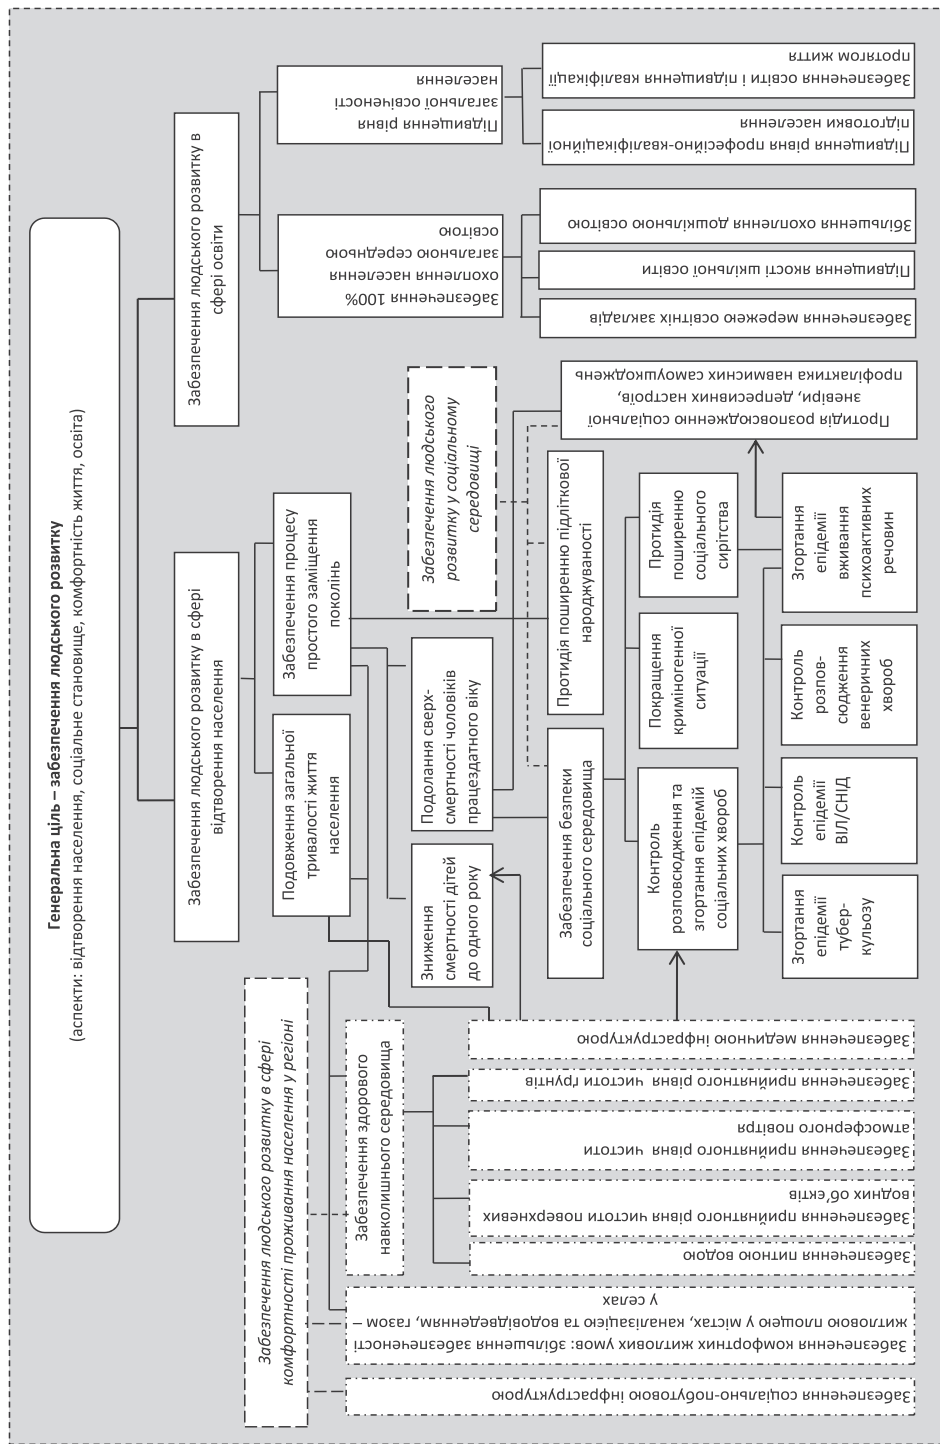 Генеральна ціль – забезпечення людського розвитку
(аспекти: відтворення населення, соціальне становище, комфортність життя, освіта)
Забезпечення людського розвитку в сфері
комфортності проживання населення у регіоні
Забезпечення людського розвитку в сфері
відтворення населення
Забезпечення людського розвитку в
сфері освіти
Подовження загальної
тривалості життя
населення
Забезпечення процесу
простого заміщення
поколінь
Забезпечення 100%
охоплення населення
загальною середньою
освітою
Підвищення рівня
загальної освіченості
населення
Забезпечення соціально-побутовою інфраструктурою
Забезпечення комфортних житлових умов: збільшення забезпеченості
житловою площею у містах, каналізацією та водовідведенням, газом –
у селах
Забезпечення здорового
навколишнього середовища
Забезпечення питною водою
Забезпечення прийнятного рівня чистоти поверхневих
водних об’єктів
Забезпечення прийнятного рівня чистоти
атмосферного повітря
Забезпечення прийнятного рівня чистоти ґрунтів
Забезпечення медичною інфраструктурою
Зниження
смертності дітей
до одного року
Подолання сверх-
смертності чоловіків
працездатного віку
Забезпечення людського
розвитку у соціальному
середовищі
Забезпечення безпеки
соціального середовища
Протидія поширенню підліткової
народжуваності
Протидія розповсюдженню соціальної
зневіри, депресивних настроїв,
профілактика навмисних самоушкоджень
Контроль
розповсюдження та
згортання епідемій
соціальних хвороб
Покращення
криміногенної
ситуації
Протидія
поширенню
соціального
сирітства
Згортання
епідемії
тубер-
кульозу
Контроль
епідемії
ВІЛ/СНІД
Контроль
розпов-
сюдження
венеричних
хвороб
Згортання
епідемії
вживання
психоактивних
речовин
Забезпечення мережею освітніх закладів
Підвищення якості шкільної освіти
Збільшення охоплення дошкільною освітою
Підвищення рівня професійно-кваліфікаційної
підготовки населення
Забезпечення освіти і підвищення кваліфікації
протягом життя